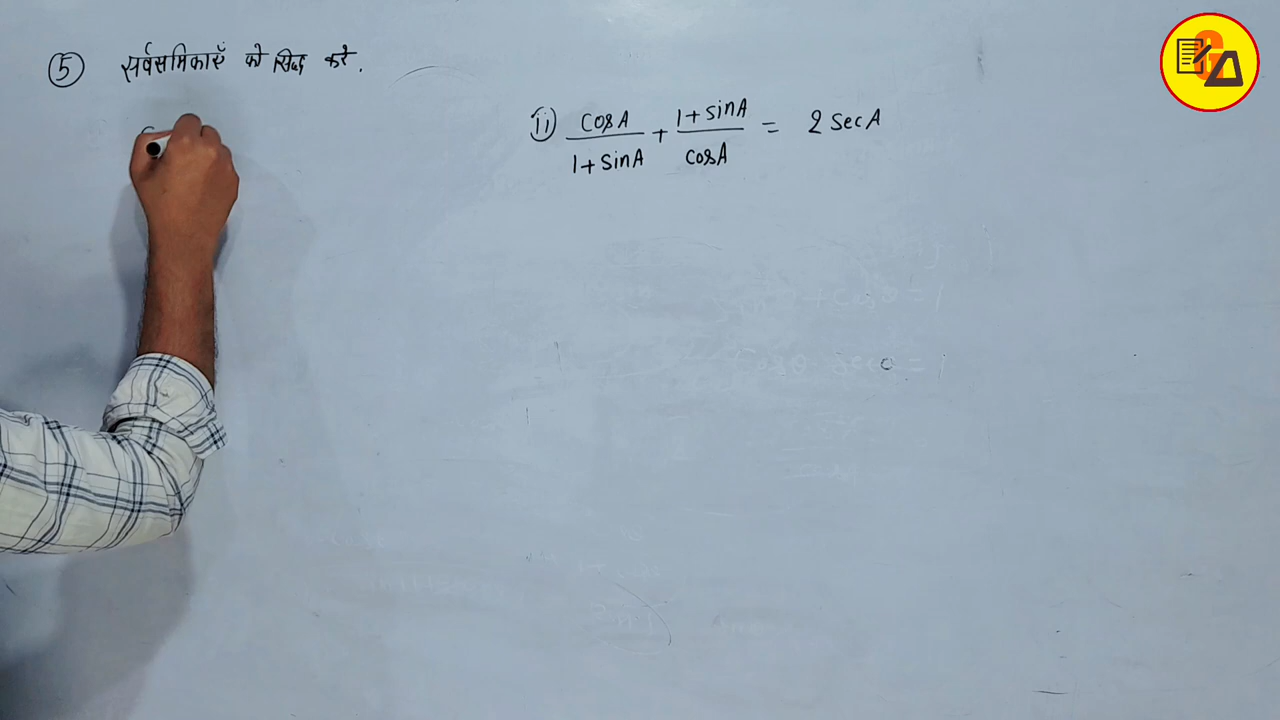 ⑤ सर्वसमिकाएँ को सिद्ध करे.
ii) cosA/1+sinA + 1+sinA/cosA = 2 secA